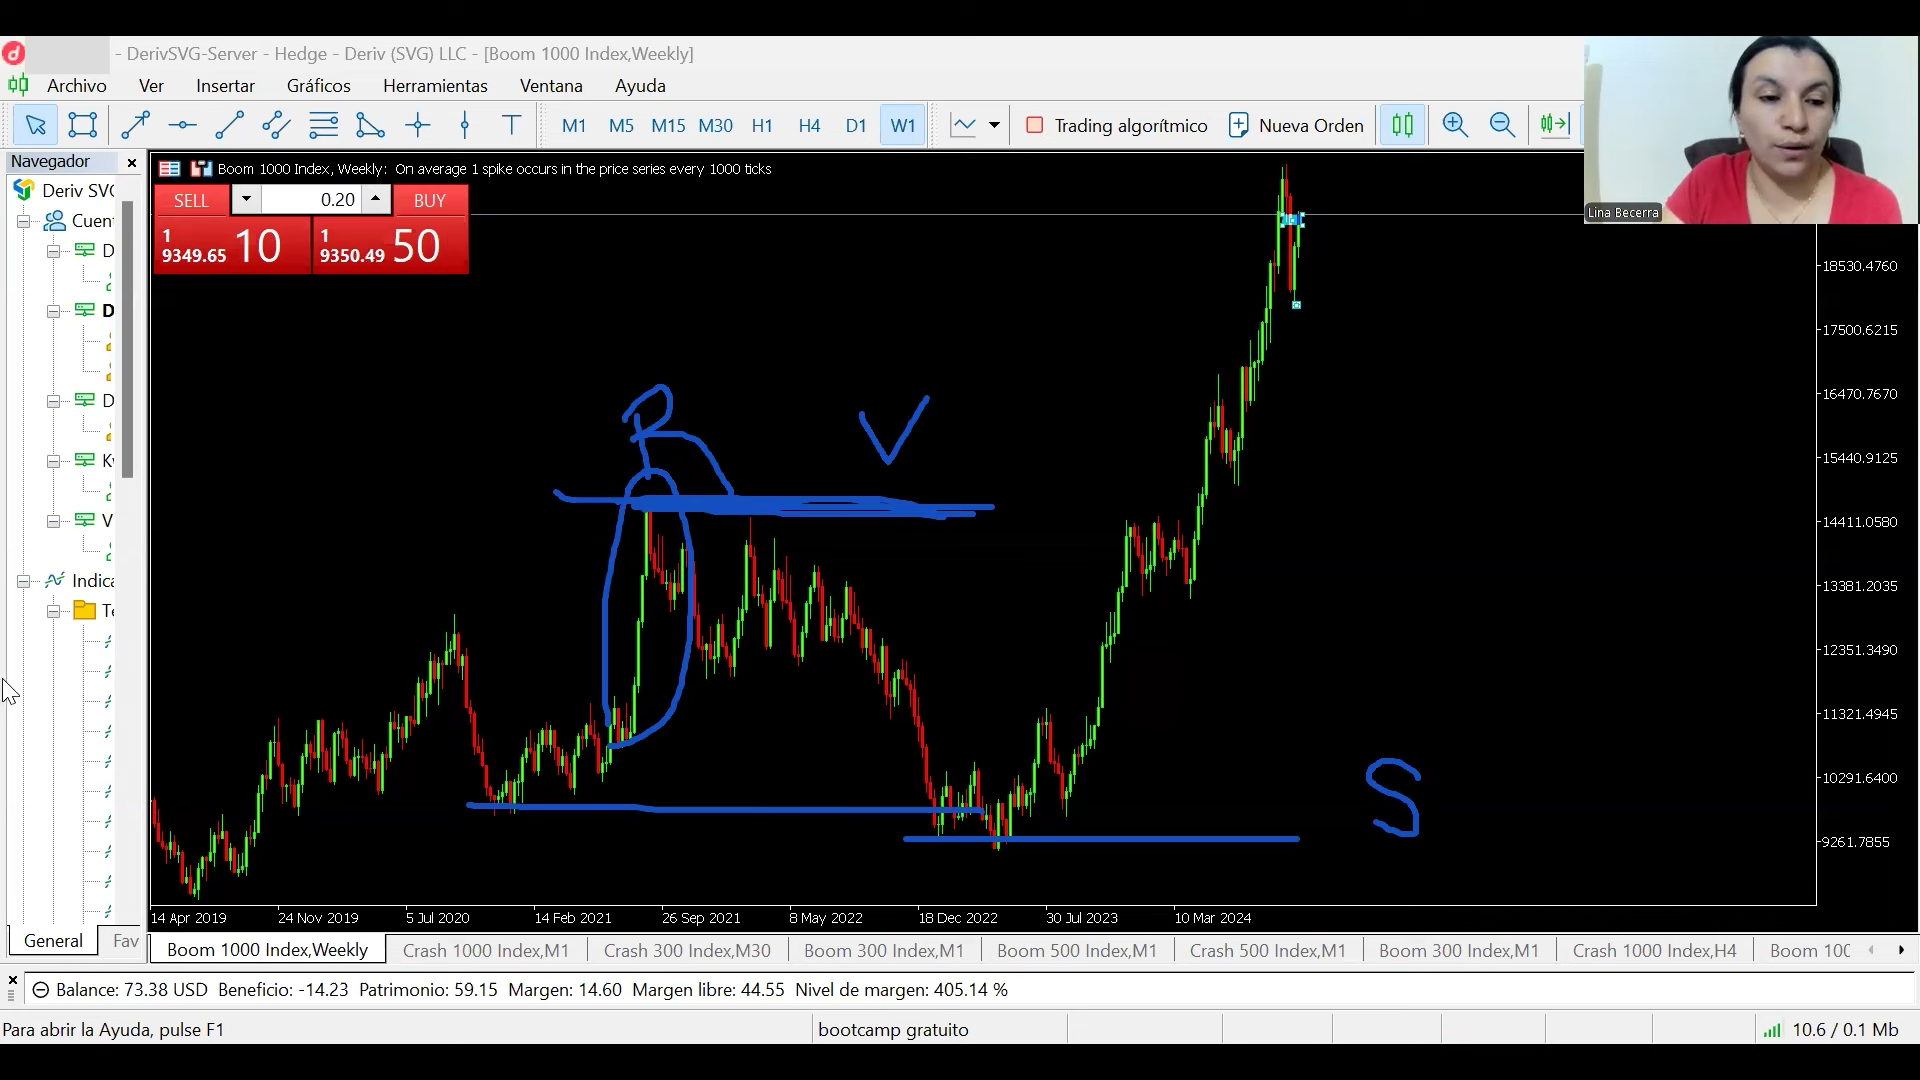 - DerivSVG-Server - Hedge - Deriv (SVG) LLC - [Boom 1000 Index,Weekly]
Archivo Ver Insertar Gráficos Herramientas Ventana Ayuda
T M1 M5 M15 M30 H1 H4 D1 W1 Trading algorítmico Nueva Orden
Lina Becerra
Navegador
Deriv SVG
Cuent
D
D
D
Kv
V
Indica
Te
General Fav
Boom 1000 Index, Weekly: On average 1 spike occurs in the price series every 1000 ticks
SELL 0.20 BUY
1 9349.65 10 1 9350.49 50
R
V
S
18530.4760
17500.6215
16470.7670
15440.9125
14411.0580
13381.2035
12351.3490
11321.4945
10291.6400
9261.7855
14 Apr 2019 24 Nov 2019 5 Jul 2020 14 Feb 2021 26 Sep 2021 8 May 2022 18 Dec 2022 30 Jul 2023 10 Mar 2024
Boom 1000 Index,Weekly Crash 1000 Index,M1 Crash 300 Index,M30 Boom 300 Index,M1 Boom 500 Index,M1 Crash 500 Index,M1 Boom 300 Index,M1 Crash 1000 Index,H4 Boom 100
Balance: 73.38 USD Beneficio: -14.23 Patrimonio: 59.15 Margen: 14.60 Margen libre: 44.55 Nivel de margen: 405.14 %
Para abrir la Ayuda, pulse F1 bootcamp gratuito 10.6 / 0.1 Mb